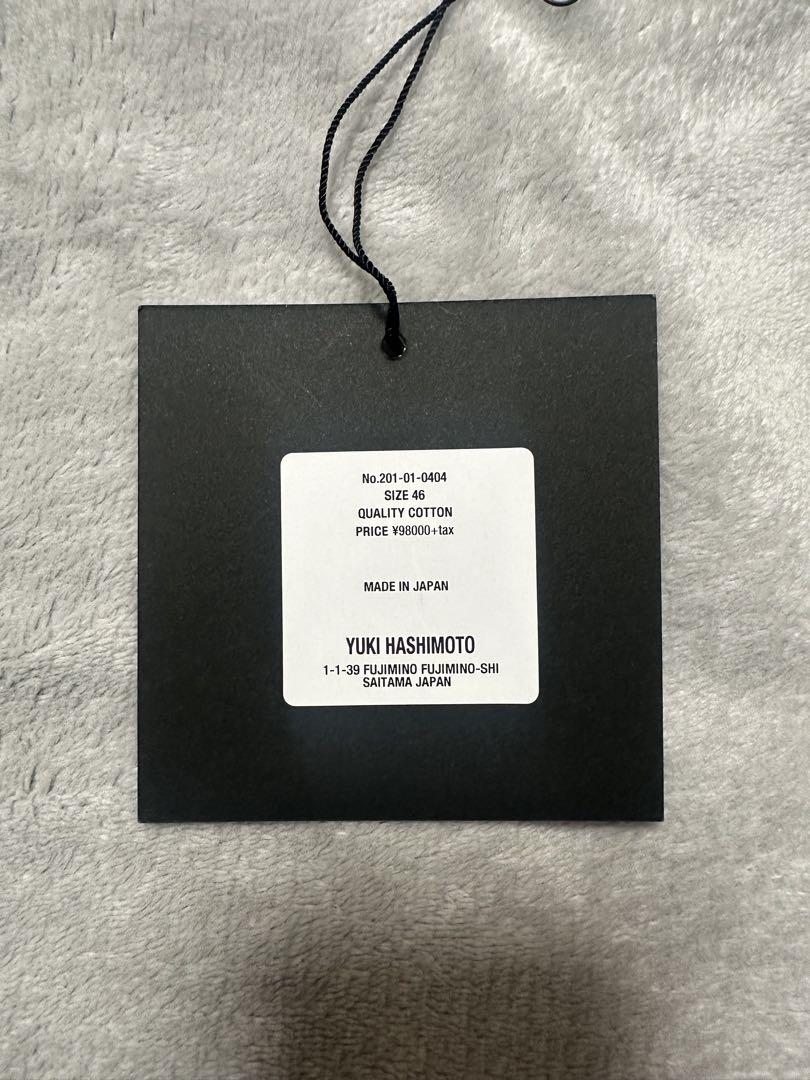 No.201-01-0404
SIZE 46
QUALITY COTTON
PRICE ¥98000+tax
MADE IN JAPAN
YUKI HASHIMOTO
1-1-39 FUJIMINO FUJIMINO-SHI
SAITAMA JAPAN